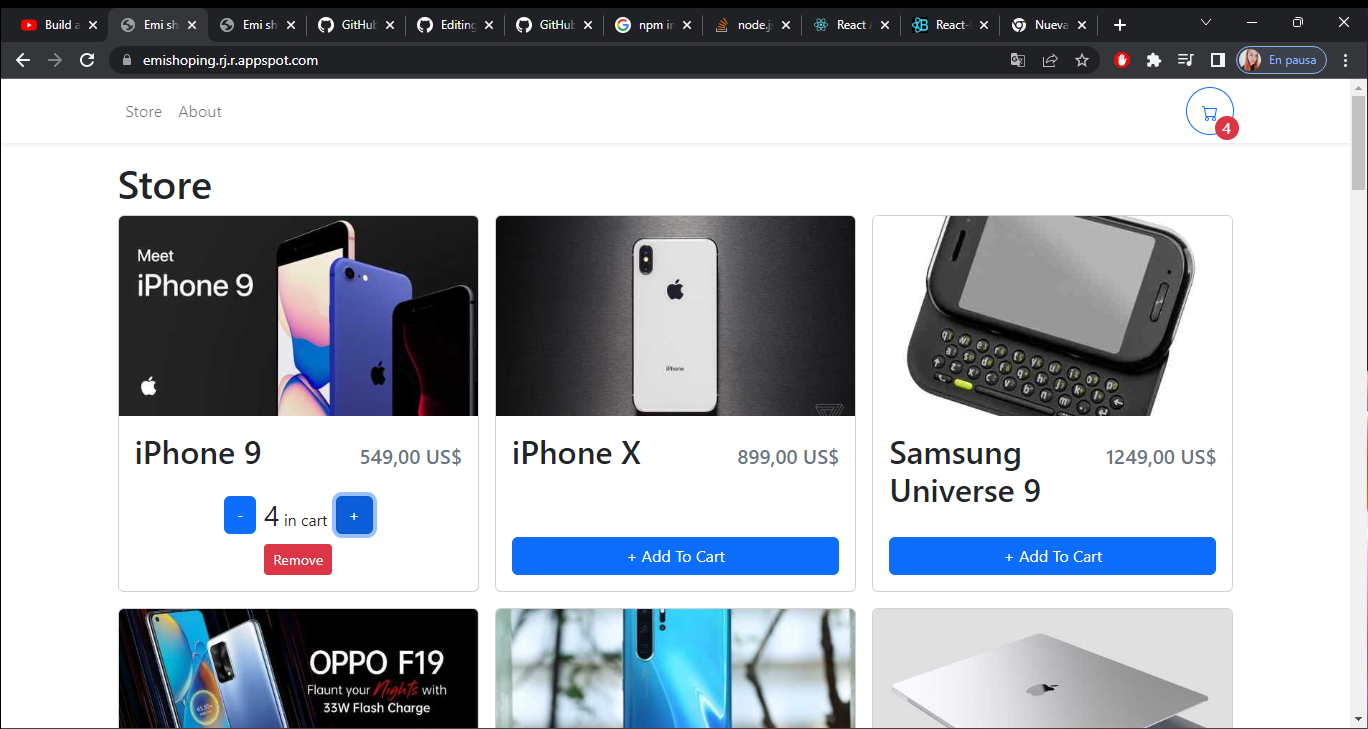 Build a
Emi sh
Emi sh
GitHub
Editing
GitHub
npm in
node.js
React A
React-
Nueva
emishoping.rj.r.appspot.com
En pausa
Store About
4
Store
Meet
iPhone 9
iPhone
iPhone 9 549,00 US$
- 4 in cart +
Remove
iPhone X 899,00 US$
+ Add To Cart
Samsung
Universe 9
1249,00 US$
+ Add To Cart
OPPO F19
Flaunt your Nights with
33W Flash Charge